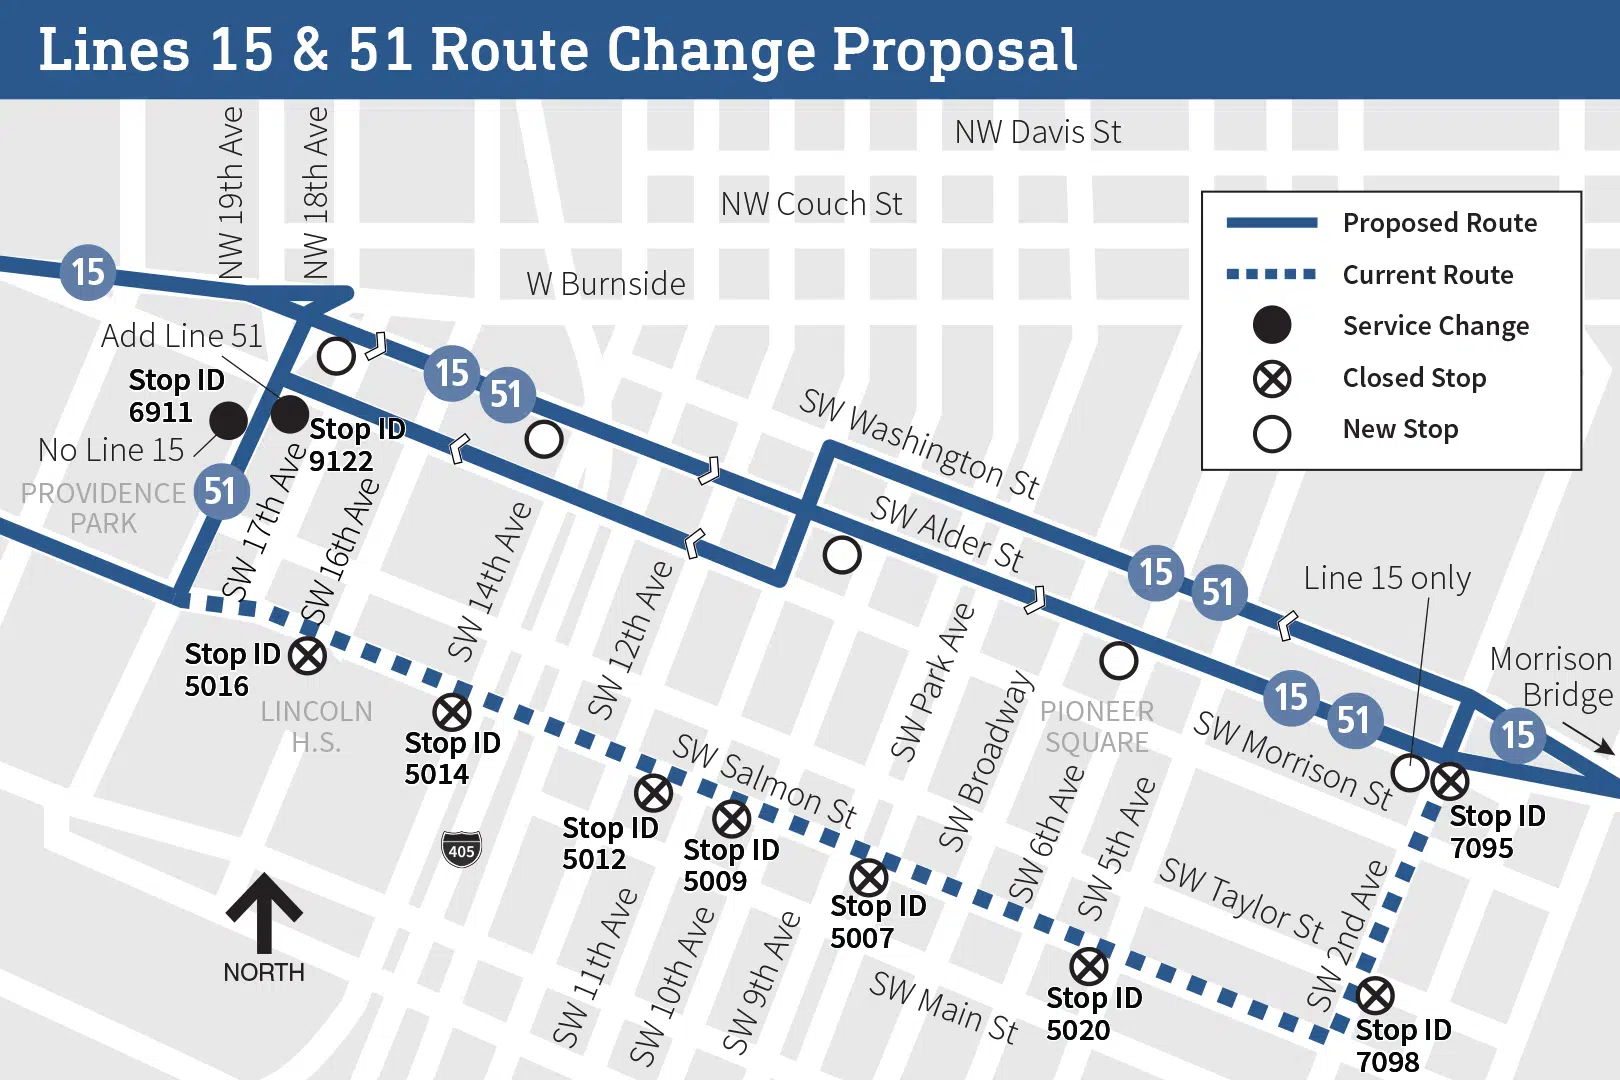 Lines 15 & 51 Route Change Proposal
NW 19th Ave
NW 18th Ave
NW Davis St
NW Couch St
W Burnside
Proposed Route
Current Route
Service Change
Closed Stop
New Stop
15
Add Line 51
Stop ID
6911
No Line 15
Stop ID
9122
15
51
PROVIDENCE
PARK
51
SW 17th Ave
SW 16th Ave
SW 14th Ave
SW 12th Ave
SW Washington St
SW Alder St
15
51
Line 15 only
Morrison
Bridge
15
15
51
SW Park Ave
SW Broadway
PIONEER
SQUARE
SW Morrison St
Stop ID
5016
LINCOLN
H.S.
Stop ID
5014
SW Salmon St
Stop ID
5012
Stop ID
5009
405
Stop ID
5007
SW 6th Ave
SW 5th Ave
SW Taylor St
SW 2nd Ave
Stop ID
7095
NORTH
SW 11th Ave
SW 10th Ave
SW 9th Ave
SW Main St
Stop ID
5020
Stop ID
7098